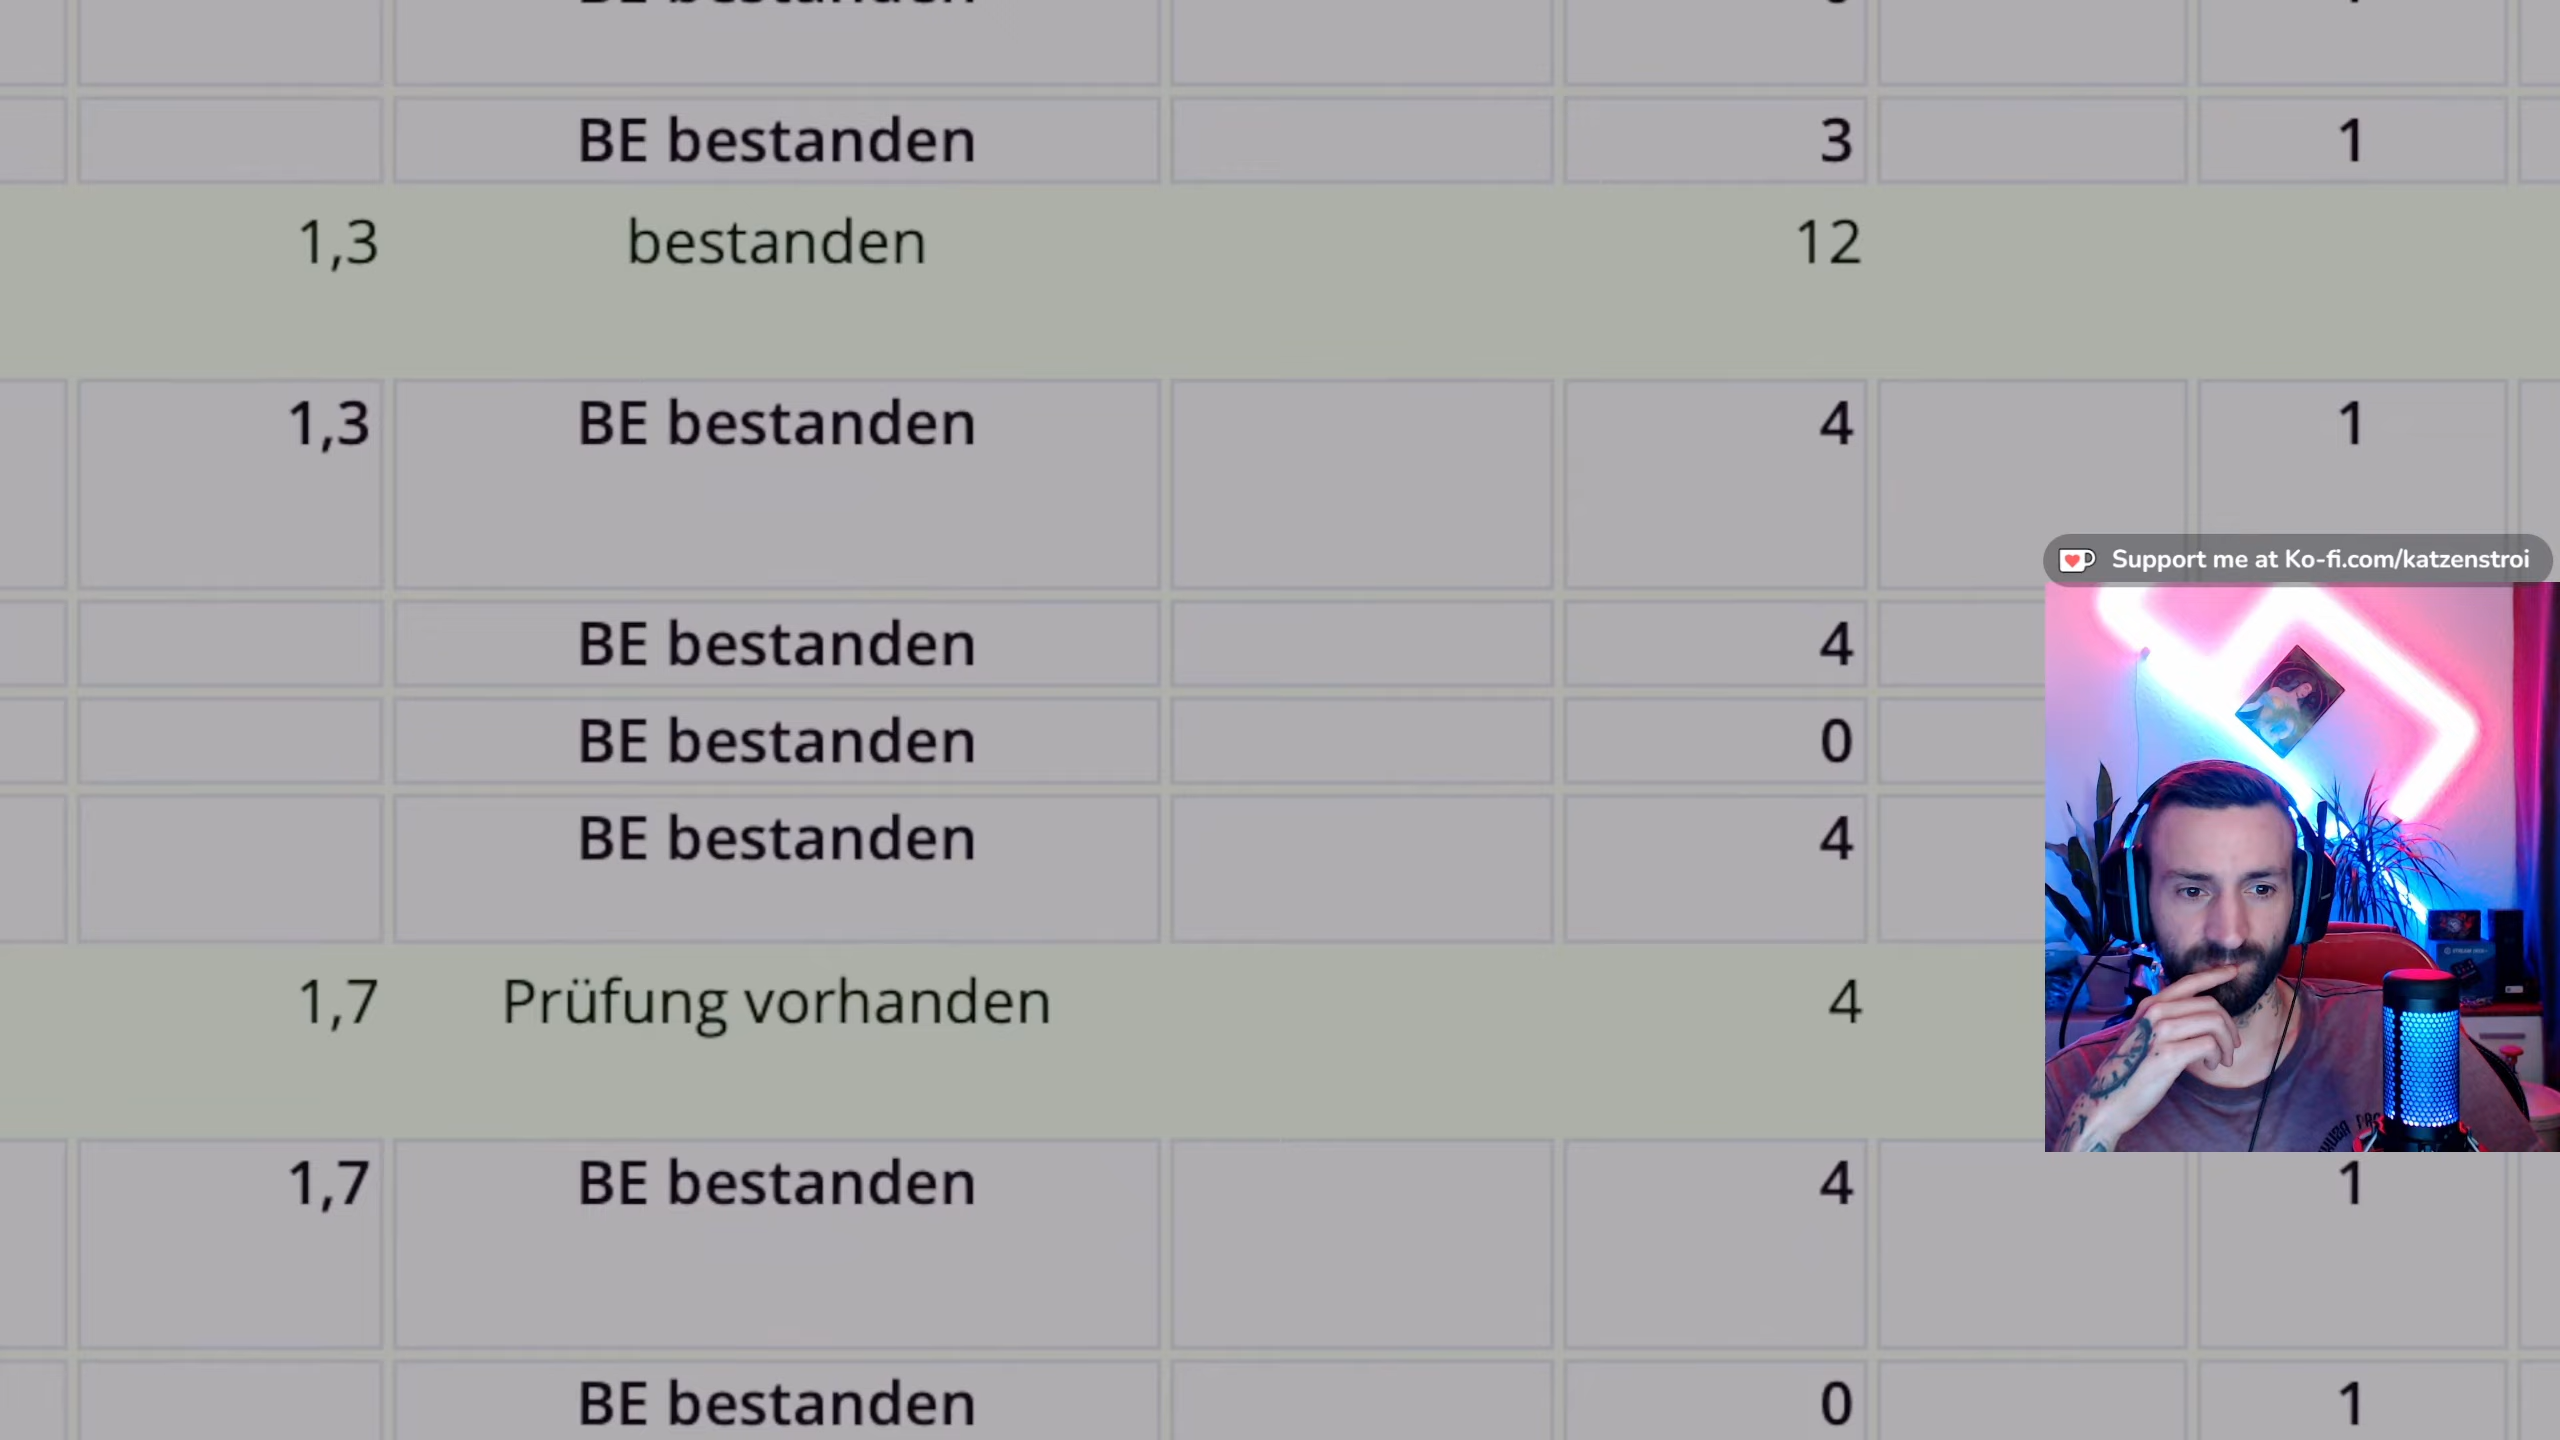 BE bestanden
BE bestanden 3 1
1,3 bestanden 12
1,3 BE bestanden 4 1
Support me at Ko-fi.com/katzenstroi
BE bestanden 4
BE bestanden 0
BE bestanden 4
1,7 Prüfung vorhanden 4
1,7 BE bestanden 4 1
BE bestanden 0 1